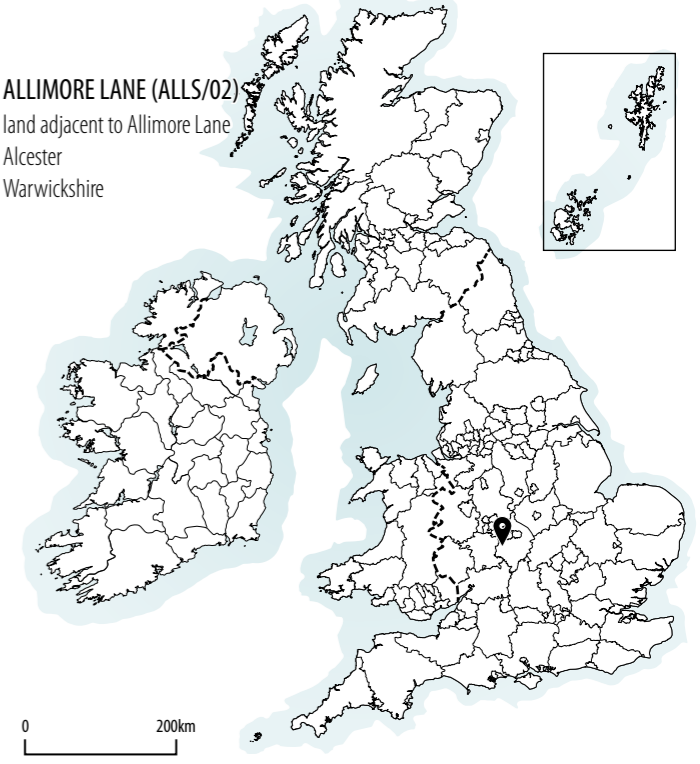 ALLIMORE LANE (ALLS/02)
land adjacent to Allimore Lane
Alcester
Warwickshire
0 200km